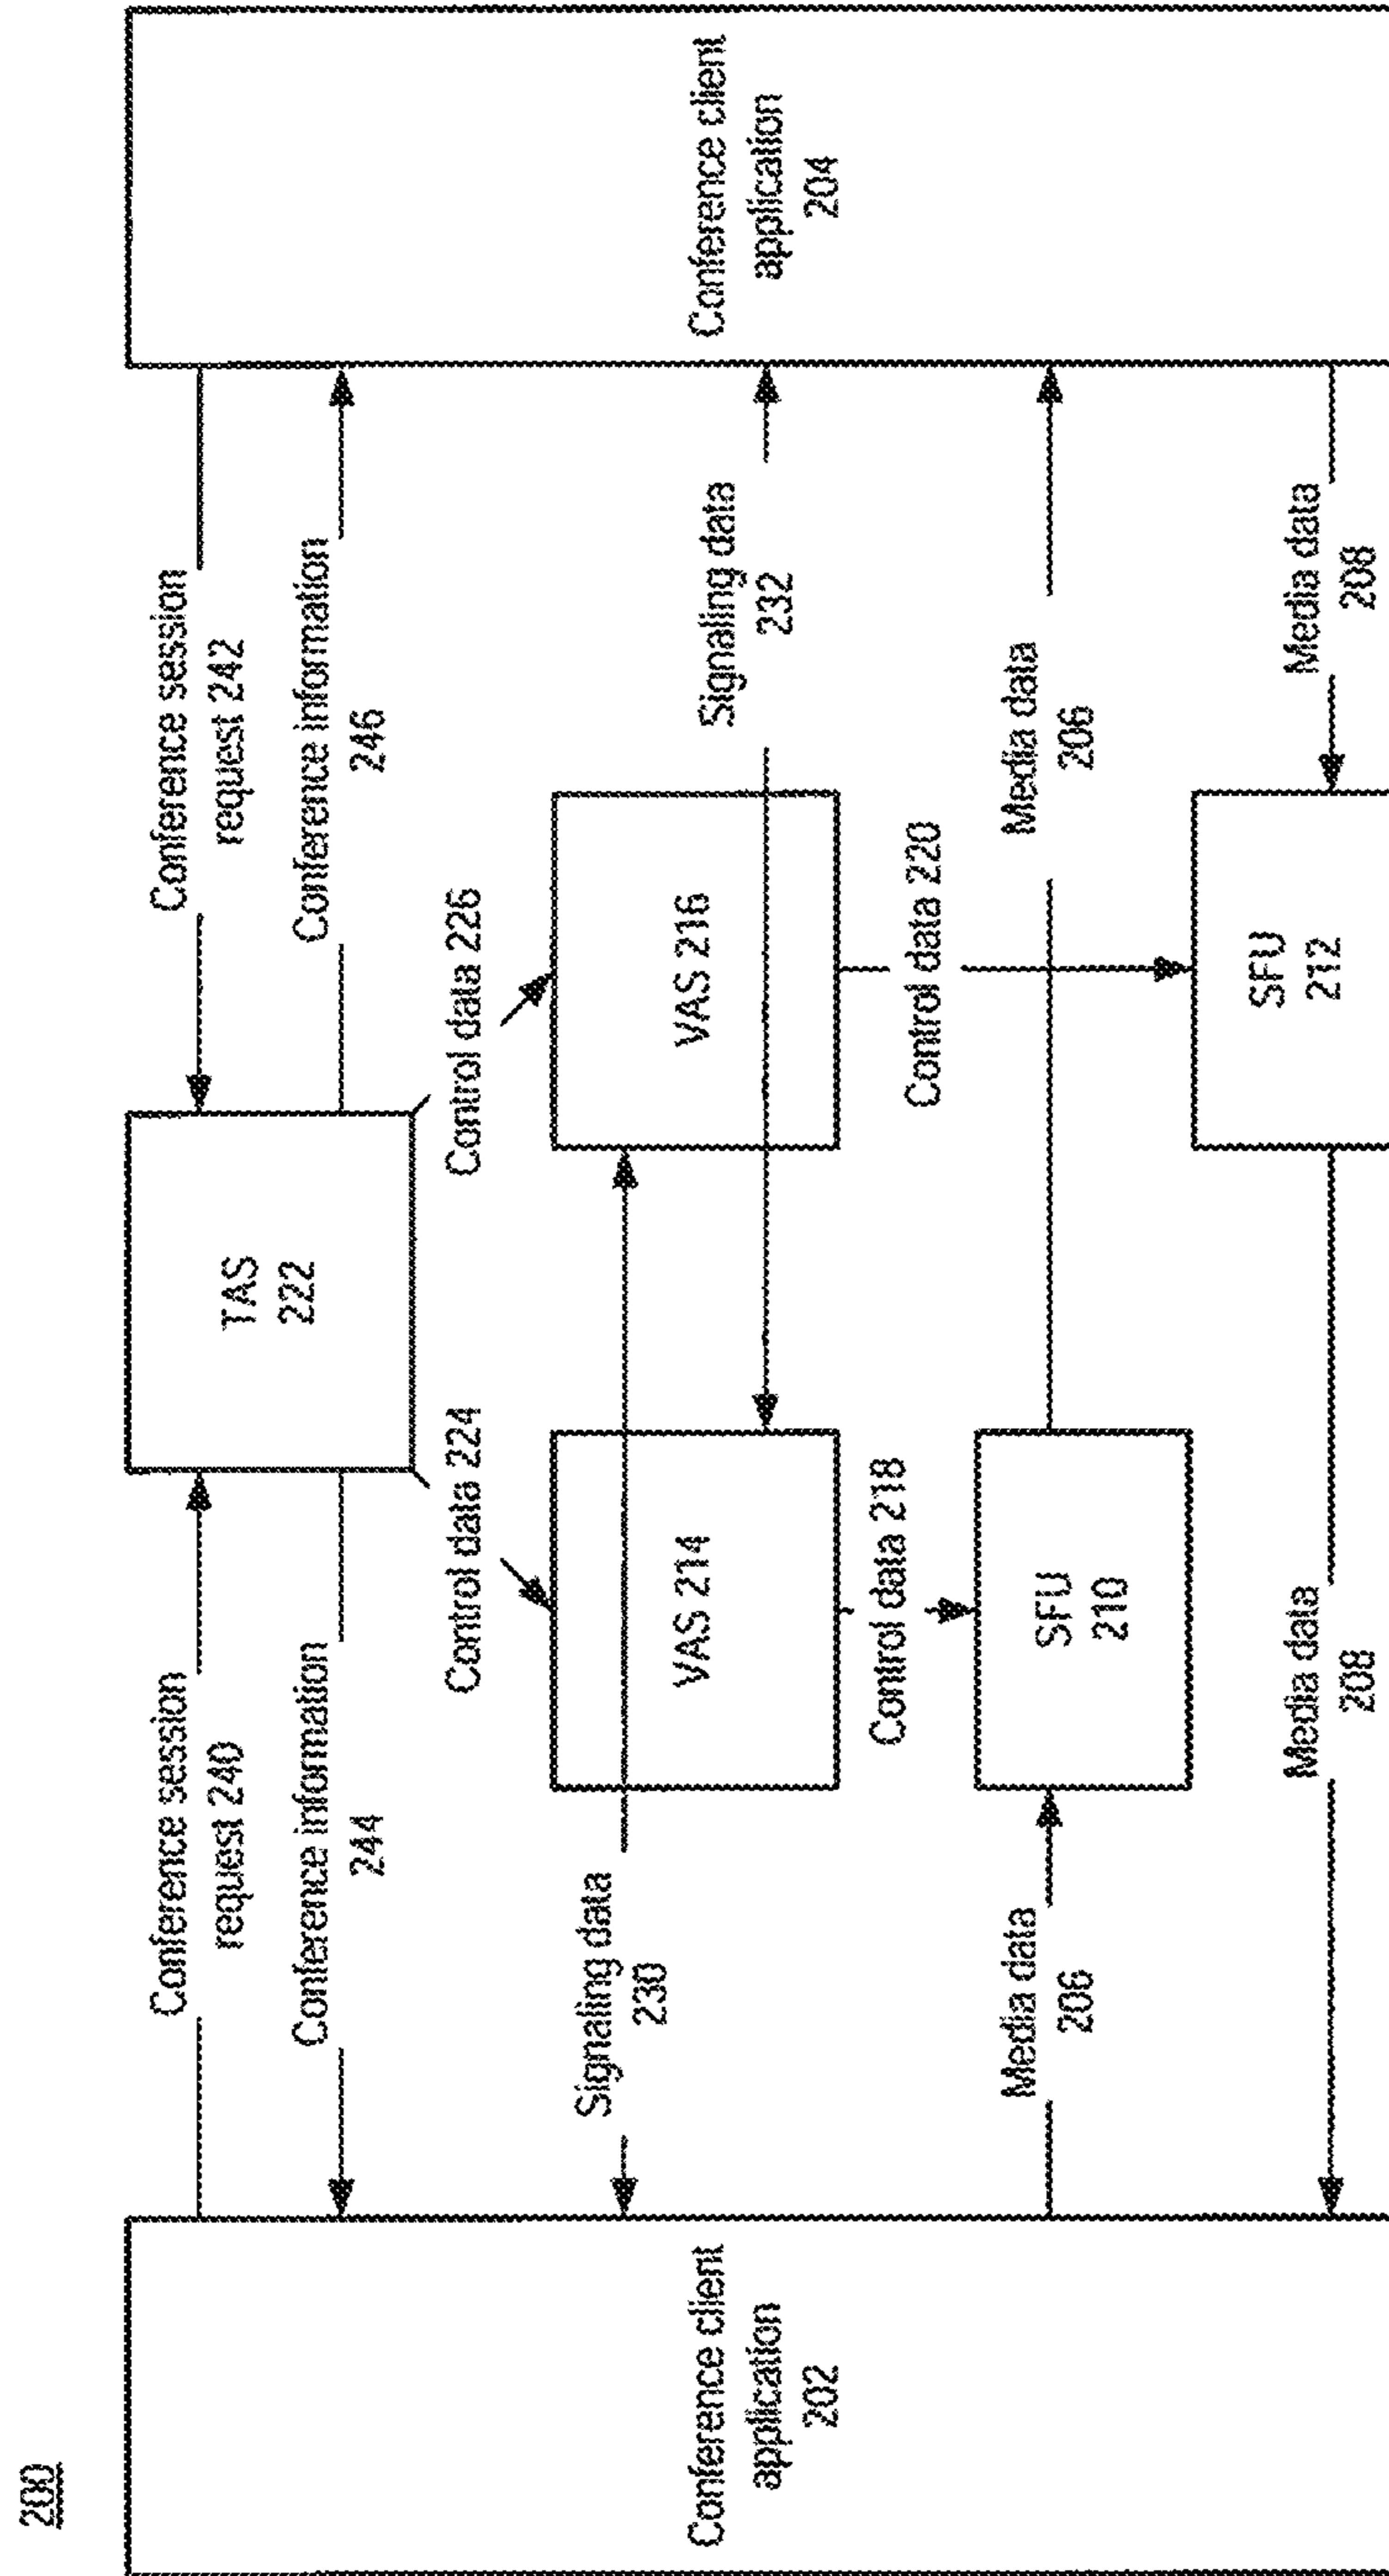 200
Conference session
request 240
Conference session
request 242
Conference information
244
Conference information
246
TAS
222
Control data 224
Control data 226
Signaling data
230
Signaling data
232
VAS 214
VAS 216
Conference client
application
202
Conference client
application
204
Control data 218
Control data 220
Media data
206
Media data
206
SFU
210
SFU
212
Media data
208
Media data
208